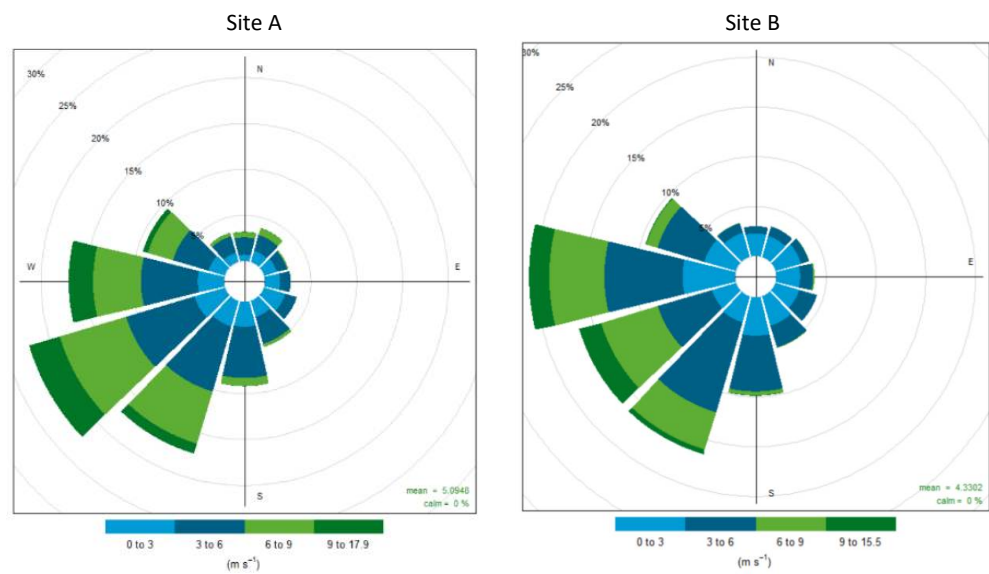 Site A
Site B
30%
25%
20%
15%
10%
5%
N
W
E
S
mean = 5.0948
calm = 0 %
0 to 3
3 to 6
6 to 9
9 to 17.9
(m s⁻¹)
30%
25%
20%
15%
10%
5%
N
W
E
S
mean = 4.3302
calm = 0 %
0 to 3
3 to 6
6 to 9
9 to 15.5
(m s⁻¹)